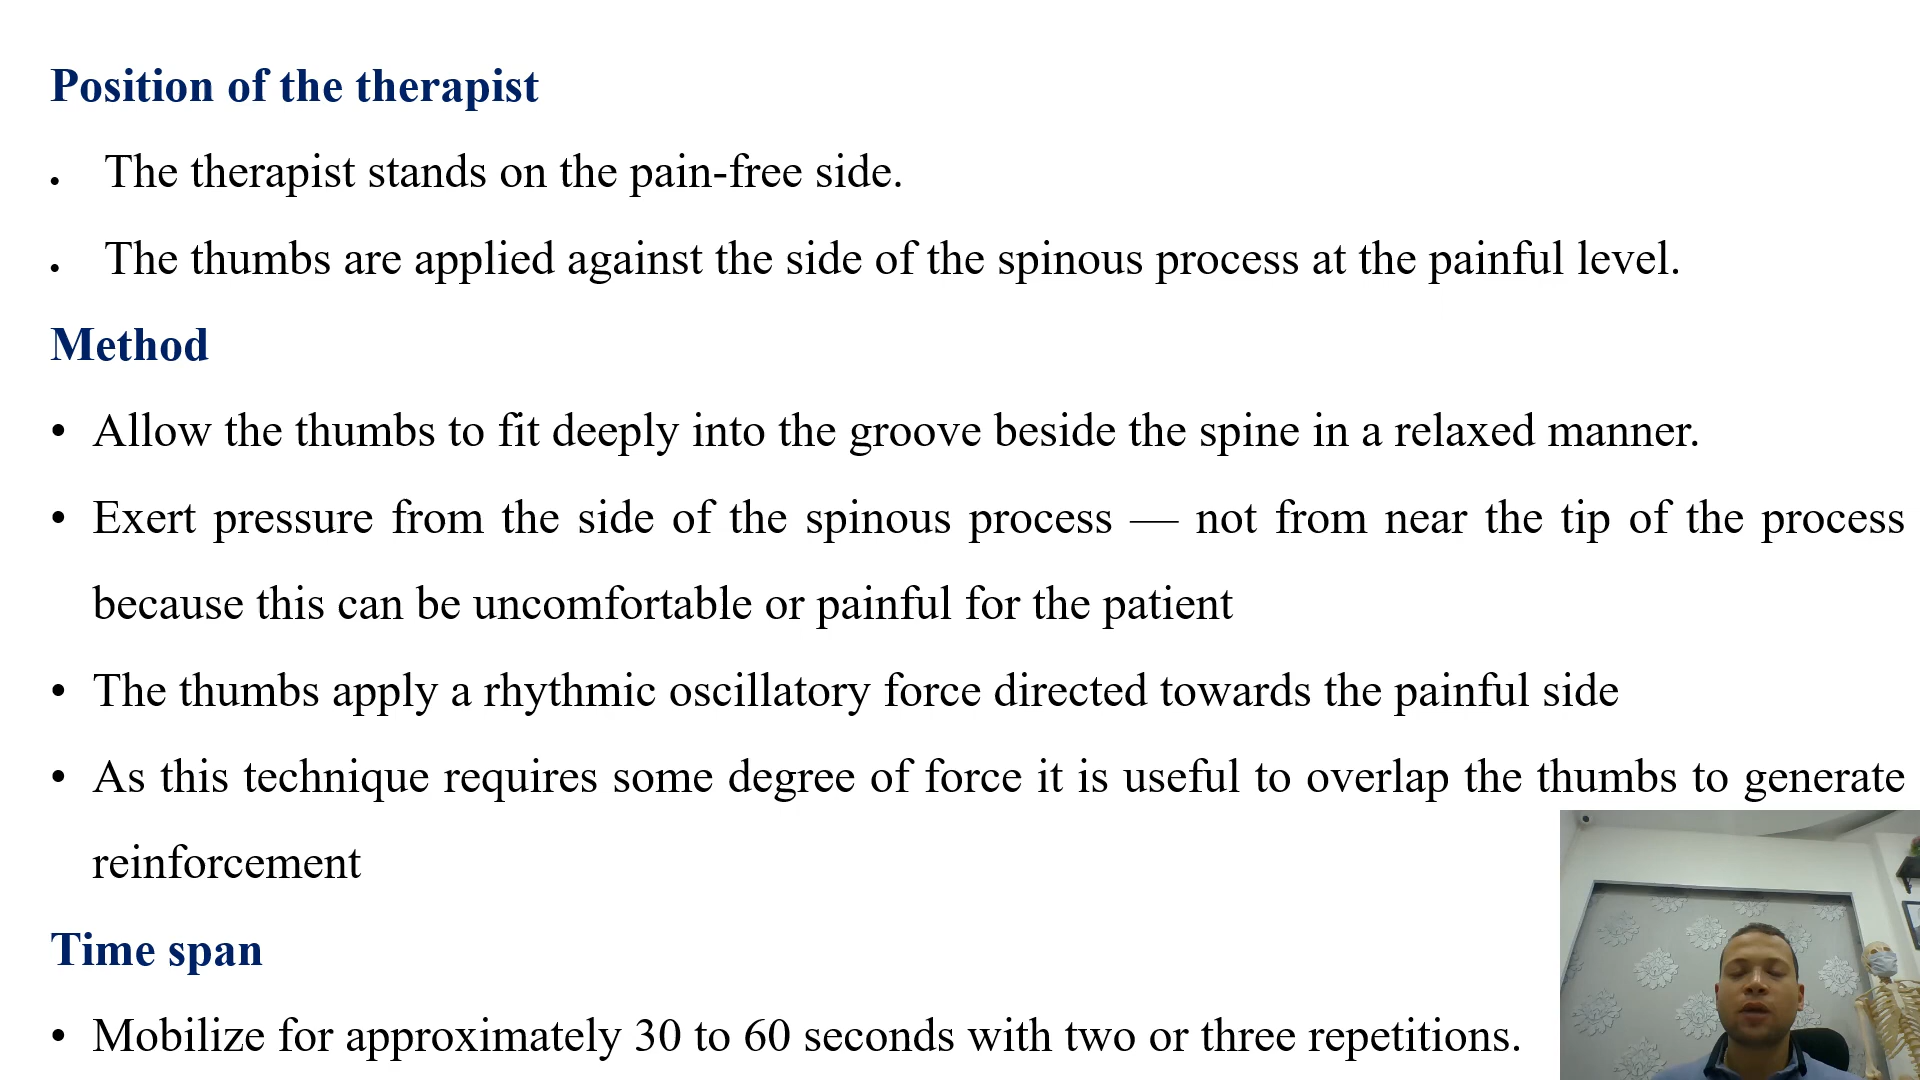 Position of the therapist
• The therapist stands on the pain-free side.
• The thumbs are applied against the side of the spinous process at the painful level.
Method
• Allow the thumbs to fit deeply into the groove beside the spine in a relaxed manner.
• Exert pressure from the side of the spinous process — not from near the tip of the process
because this can be uncomfortable or painful for the patient
• The thumbs apply a rhythmic oscillatory force directed towards the painful side
• As this technique requires some degree of force it is useful to overlap the thumbs to generate
reinforcement
Time span
• Mobilize for approximately 30 to 60 seconds with two or three repetitions.